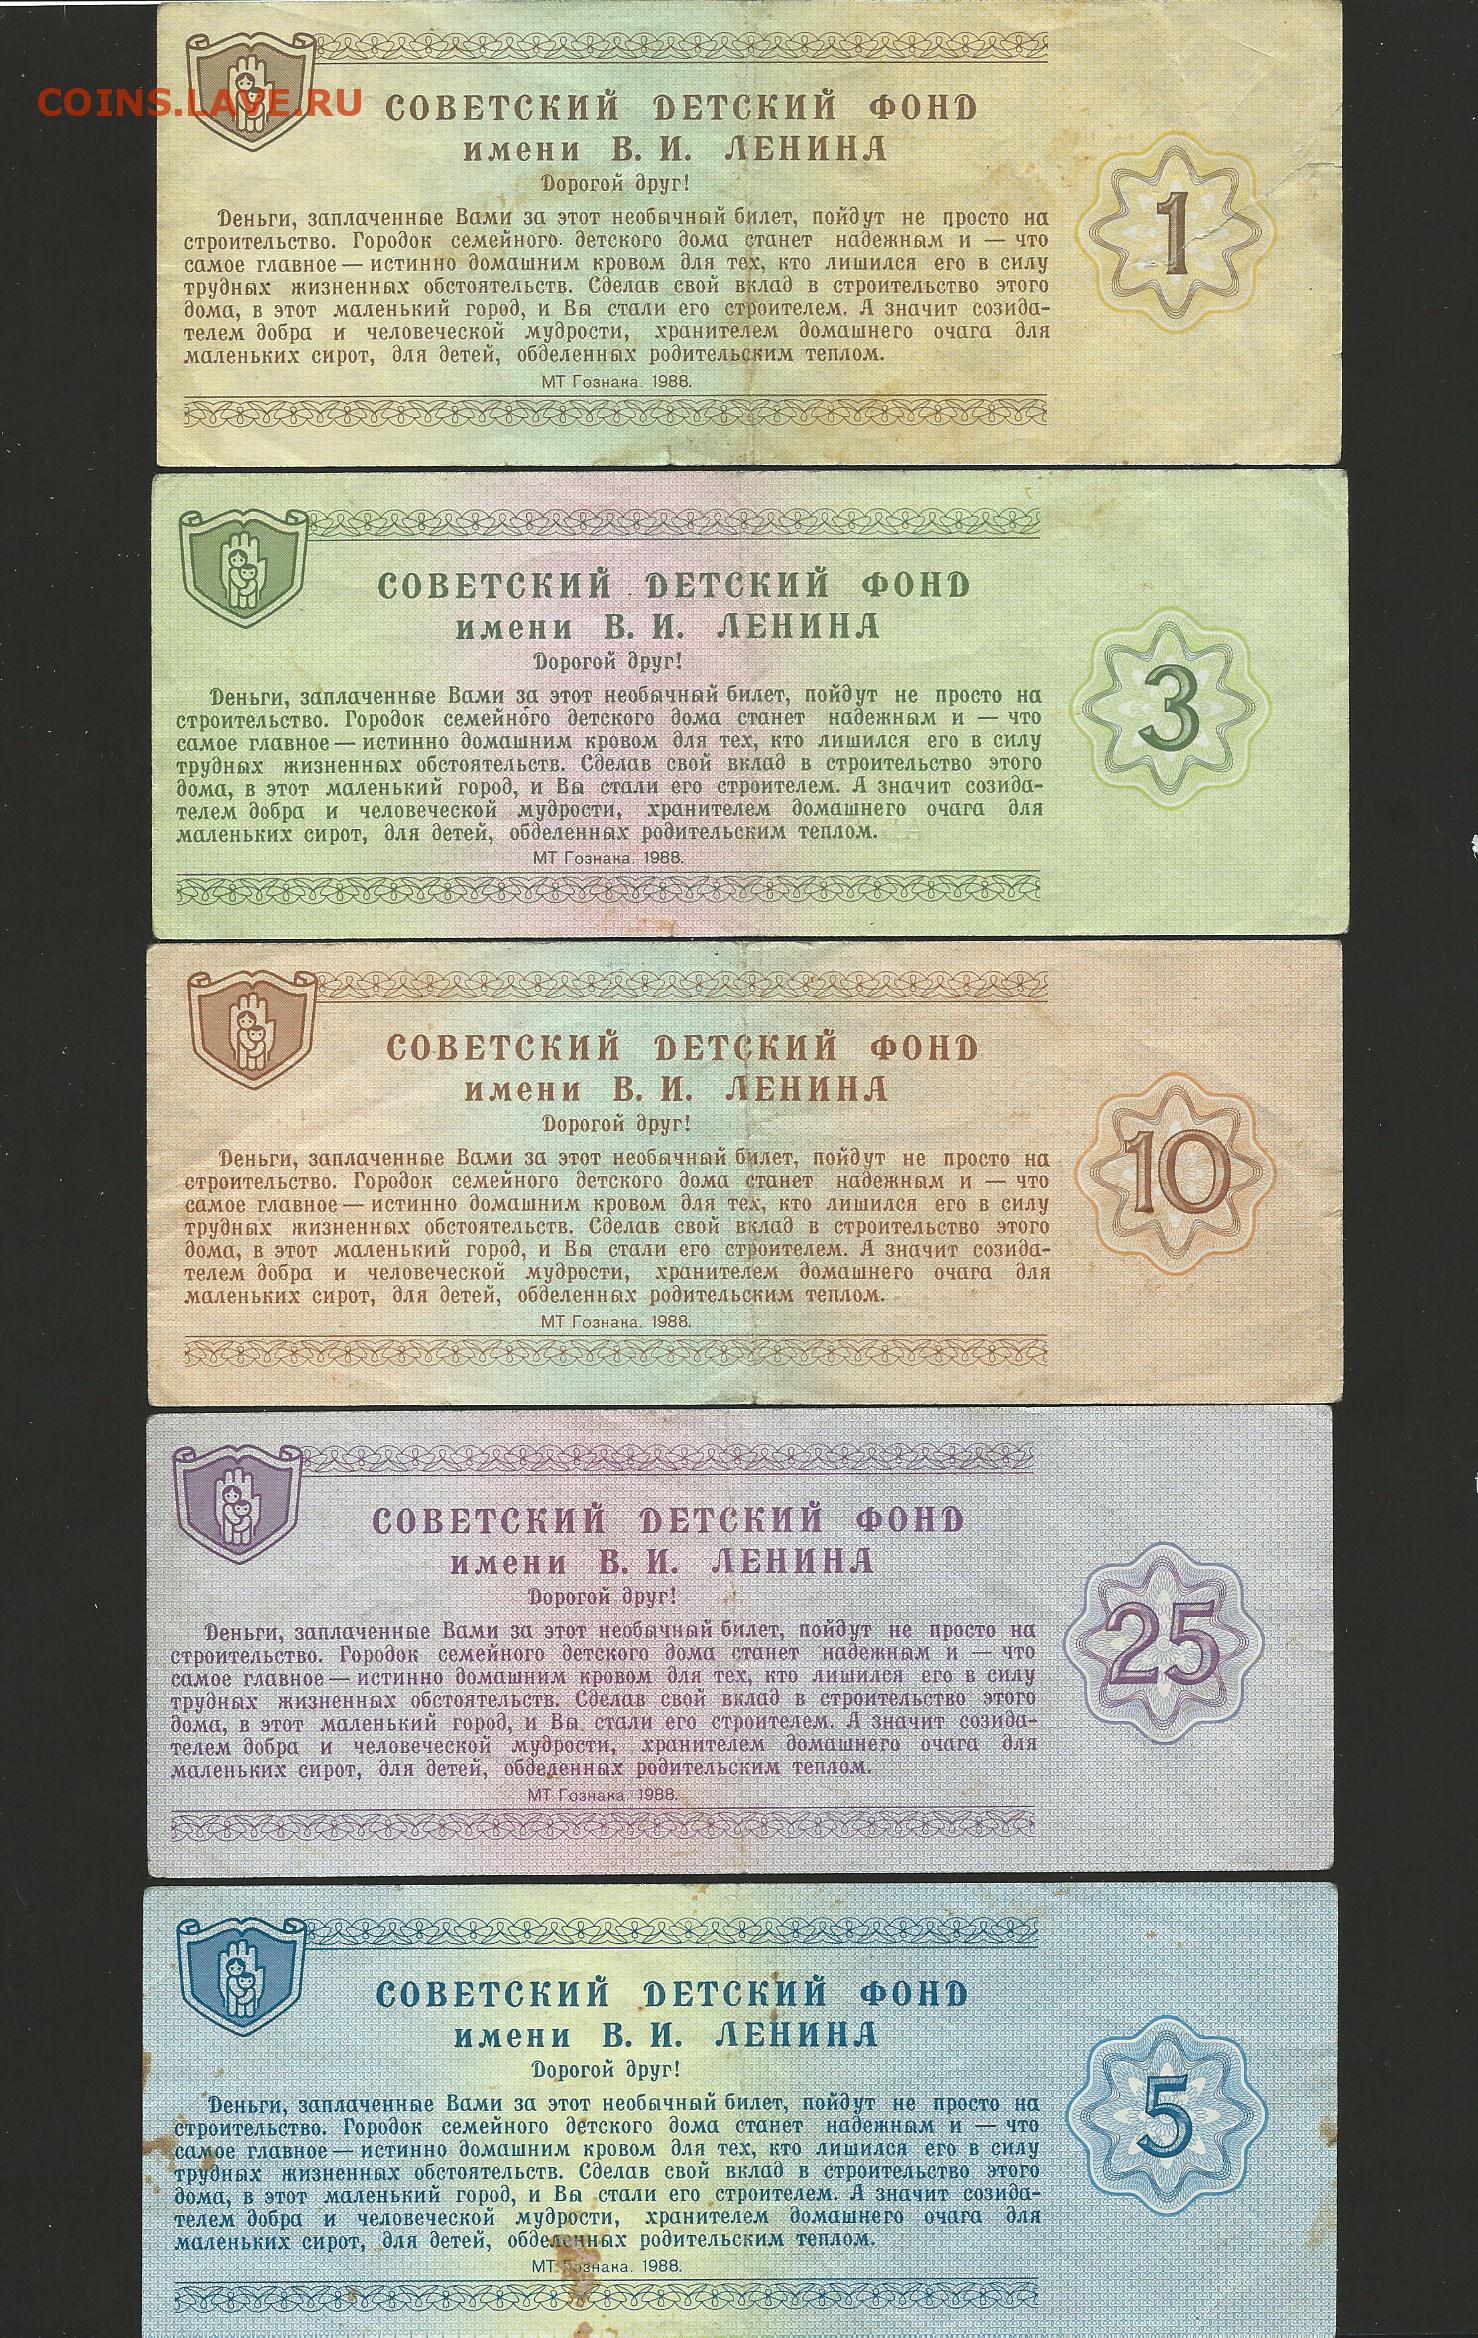 COINS.LAVE.RU
СОВЕТСКИЙ ДЕТСКИЙ ФОНД
имени В. И. ЛЕНИНА
Дорогой друг!
Деньги, заплаченные Вами за этот необычный билет, пойдут не просто на
строительство. Городок семейного детского дома станет надежным и — что
самое главное — истинно домашним кровом для тех, кто лишился его в силу
трудных жизненных обстоятельств. Сделав свой вклад в строительство этого
дома, в этот маленький город, и Вы стали его строителем. А значит созида-
телем добра и человеческой мудрости, хранителем домашнего очага для
маленьких сирот, для детей, обделенных родительским теплом.
МТ Гознака. 1988.
1
СОВЕТСКИЙ ДЕТСКИЙ ФОНД
имени В. И. ЛЕНИНА
Дорогой друг!
Деньги, заплаченные Вами за этот необычный билет, пойдут не просто на
строительство. Городок семейного детского дома станет надежным и — что
самое главное — истинно домашним кровом для тех, кто лишился его в силу
трудных жизненных обстоятельств. Сделав свой вклад в строительство этого
дома, в этот маленький город, и Вы стали его строителем. А значит созида-
телем добра и человеческой мудрости, хранителем домашнего очага для
маленьких сирот, для детей, обделенных родительским теплом.
МТ Гознака. 1988.
3
СОВЕТСКИЙ ДЕТСКИЙ ФОНД
имени В. И. ЛЕНИНА
Дорогой друг!
Деньги, заплаченные Вами за этот необычный билет, пойдут не просто на
строительство. Городок семейного детского дома станет надежным и — что
самое главное — истинно домашним кровом для тех, кто лишился его в силу
трудных жизненных обстоятельств. Сделав свой вклад в строительство этого
дома, в этот маленький город, и Вы стали его строителем. А значит созида-
телем добра и человеческой мудрости, хранителем домашнего очага для
маленьких сирот, для детей, обделенных родительским теплом.
МТ Гознака. 1988.
10
СОВЕТСКИЙ ДЕТСКИЙ ФОНД
имени В. И. ЛЕНИНА
Дорогой друг!
Деньги, заплаченные Вами за этот необычный билет, пойдут не просто на
строительство. Городок семейного детского дома станет надежным и — что
самое главное — истинно домашним кровом для тех, кто лишился его в силу
трудных жизненных обстоятельств. Сделав свой вклад в строительство этого
дома, в этот маленький город, и Вы стали его строителем. А значит созида-
телем добра и человеческой мудрости, хранителем домашнего очага для
маленьких сирот, для детей, обделенных родительским теплом.
МТ Гознака. 1988.
25
СОВЕТСКИЙ ДЕТСКИЙ ФОНД
имени В. И. ЛЕНИНА
Дорогой друг!
Деньги, заплаченные Вами за этот необычный билет, пойдут не просто на
строительство. Городок семейного детского дома станет надежным и — что
самое главное — истинно домашним кровом для тех, кто лишился его в силу
трудных жизненных обстоятельств. Сделав свой вклад в строительство этого
дома, в этот маленький город, и Вы стали его строителем. А значит созида-
телем добра и человеческой мудрости, хранителем домашнего очага для
маленьких сирот, для детей, обделенных родительским теплом.
МТ Гознака. 1988.
5